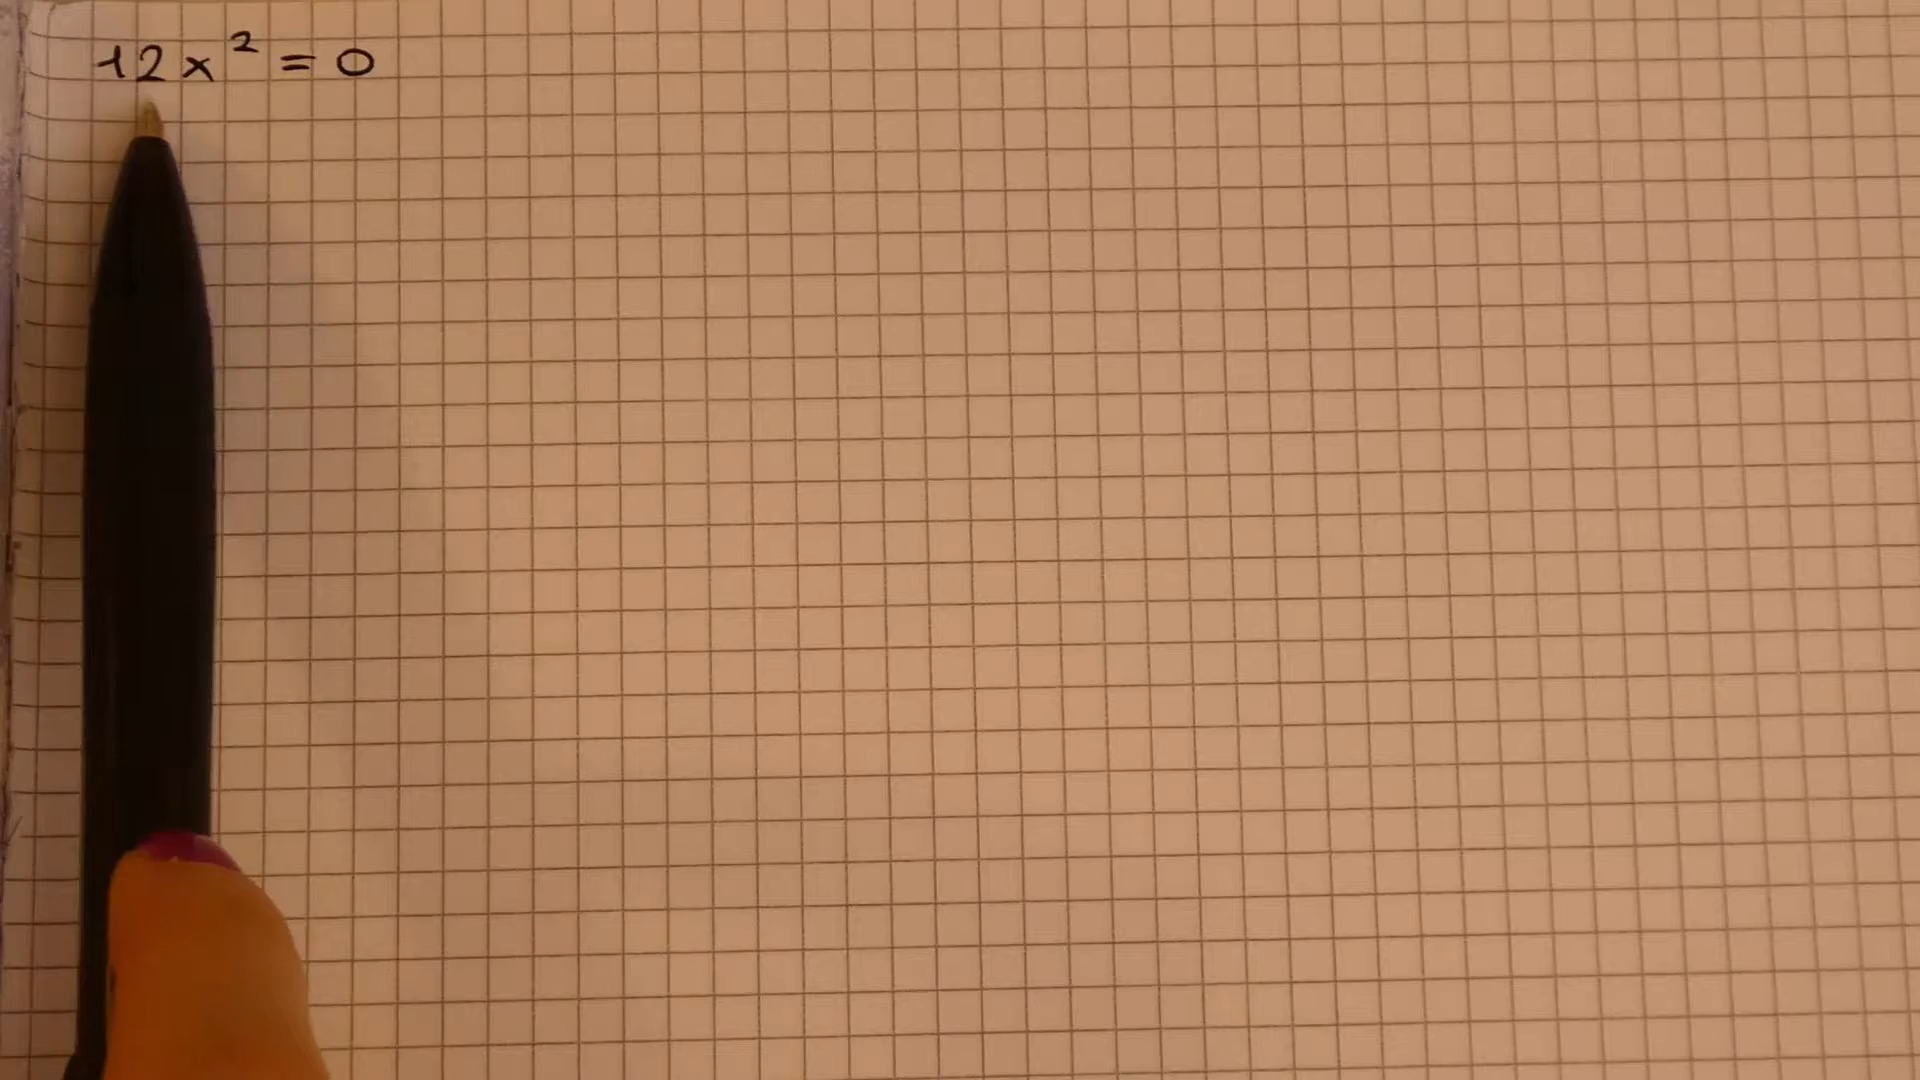 12x² = 0